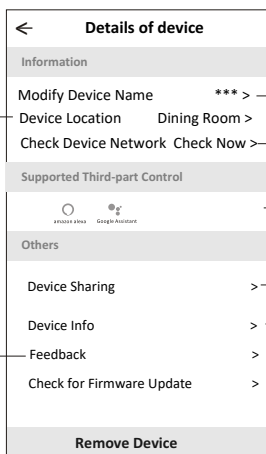 ← Details of device
Information
Modify Device Name *** >
Device Location Dining Room >
Check Device Network Check Now >
Supported Third-part Control
amazon alexa Google Assistant
Others
Device Sharing >
Device Info >
Feedback >
Check for Firmware Update >
Remove Device